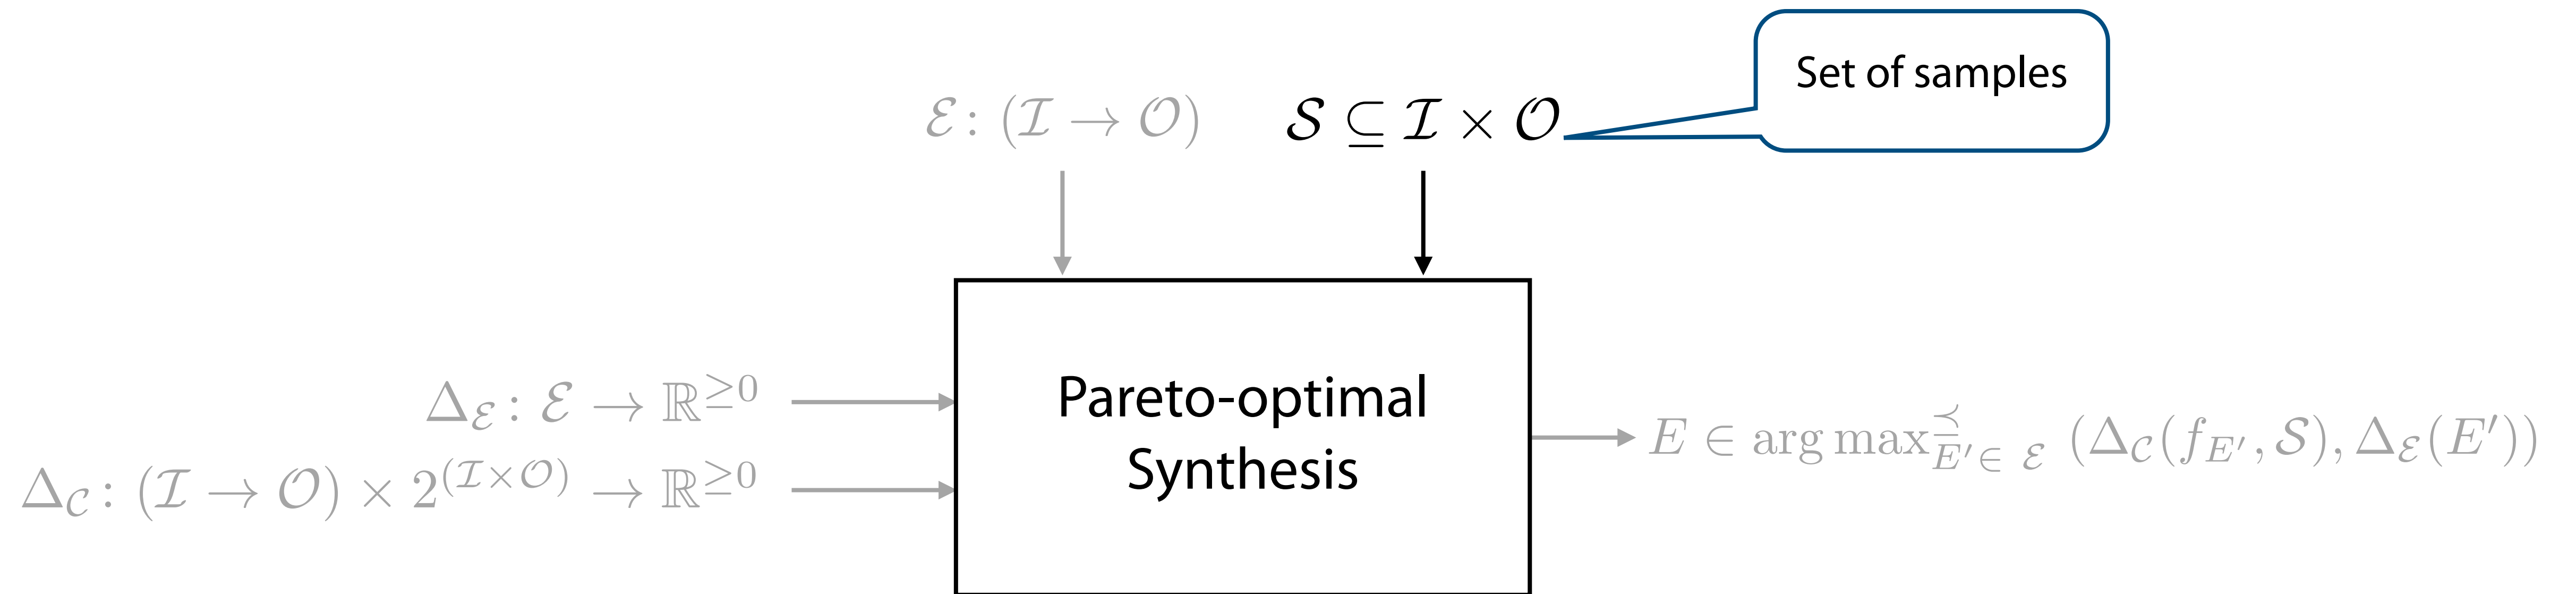 Set of samples
ℰ : (ℐ → 𝒪)   𝒮 ⊆ ℐ × 𝒪
Pareto-optimal
Synthesis
Δ_ℰ : ℰ → ℝ^{≥0}
Δ_𝒞 : (ℐ → 𝒪) × 2^{(ℐ×𝒪)} → ℝ^{≥0}
E ∈ arg max^{⪯}_{E′∈ ℰ} (Δ_𝒞(f_{E′}, 𝒮), Δ_ℰ(E′))